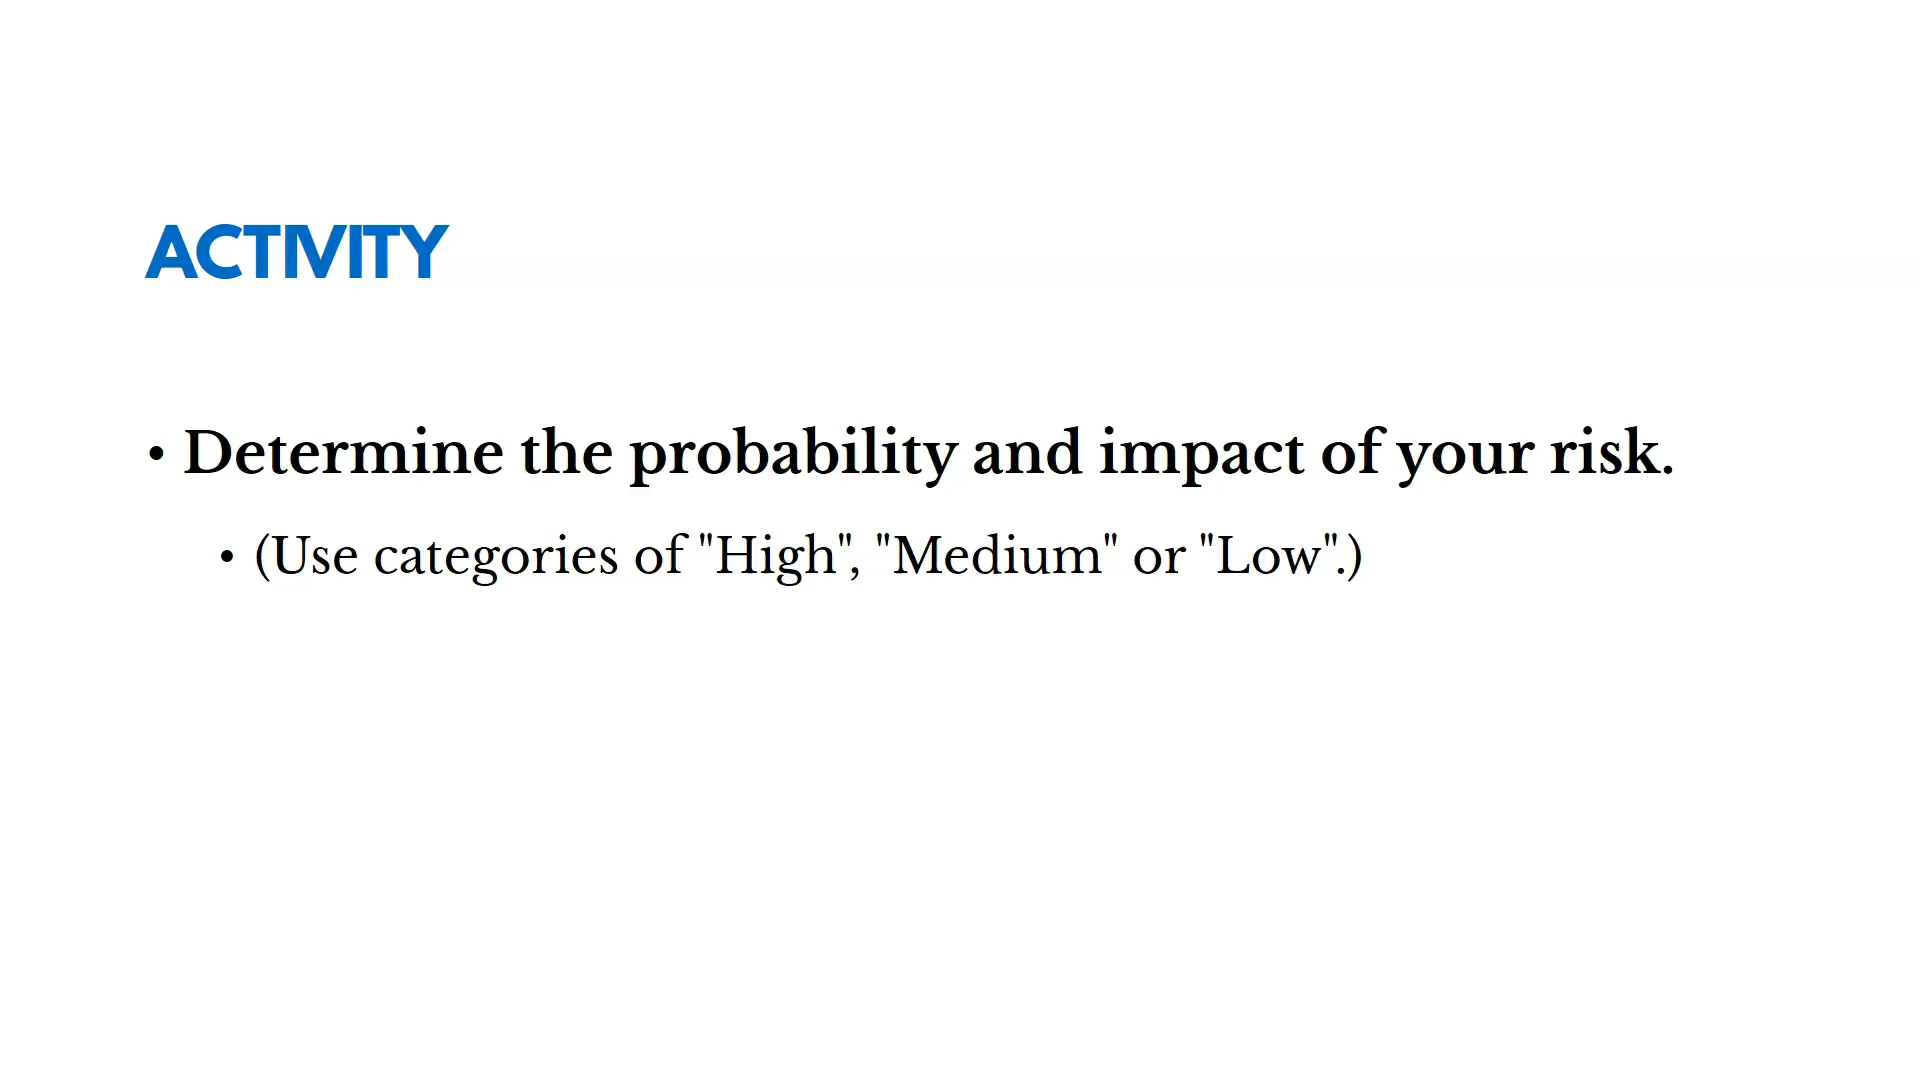 ACTIVITY
• Determine the probability and impact of your risk.
• (Use categories of "High", "Medium" or "Low".)